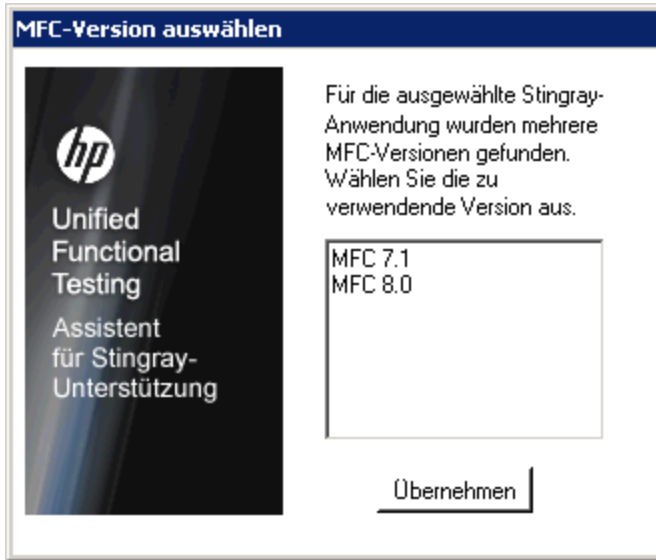 MFC-Version auswählen
hp
Unified
Functional
Testing
Assistent
für Stingray-
Unterstützung
Für die ausgewählte Stingray-
Anwendung wurden mehrere
MFC-Versionen gefunden.
Wählen Sie die zu
verwendende Version aus.
MFC 7.1
MFC 8.0
Übernehmen